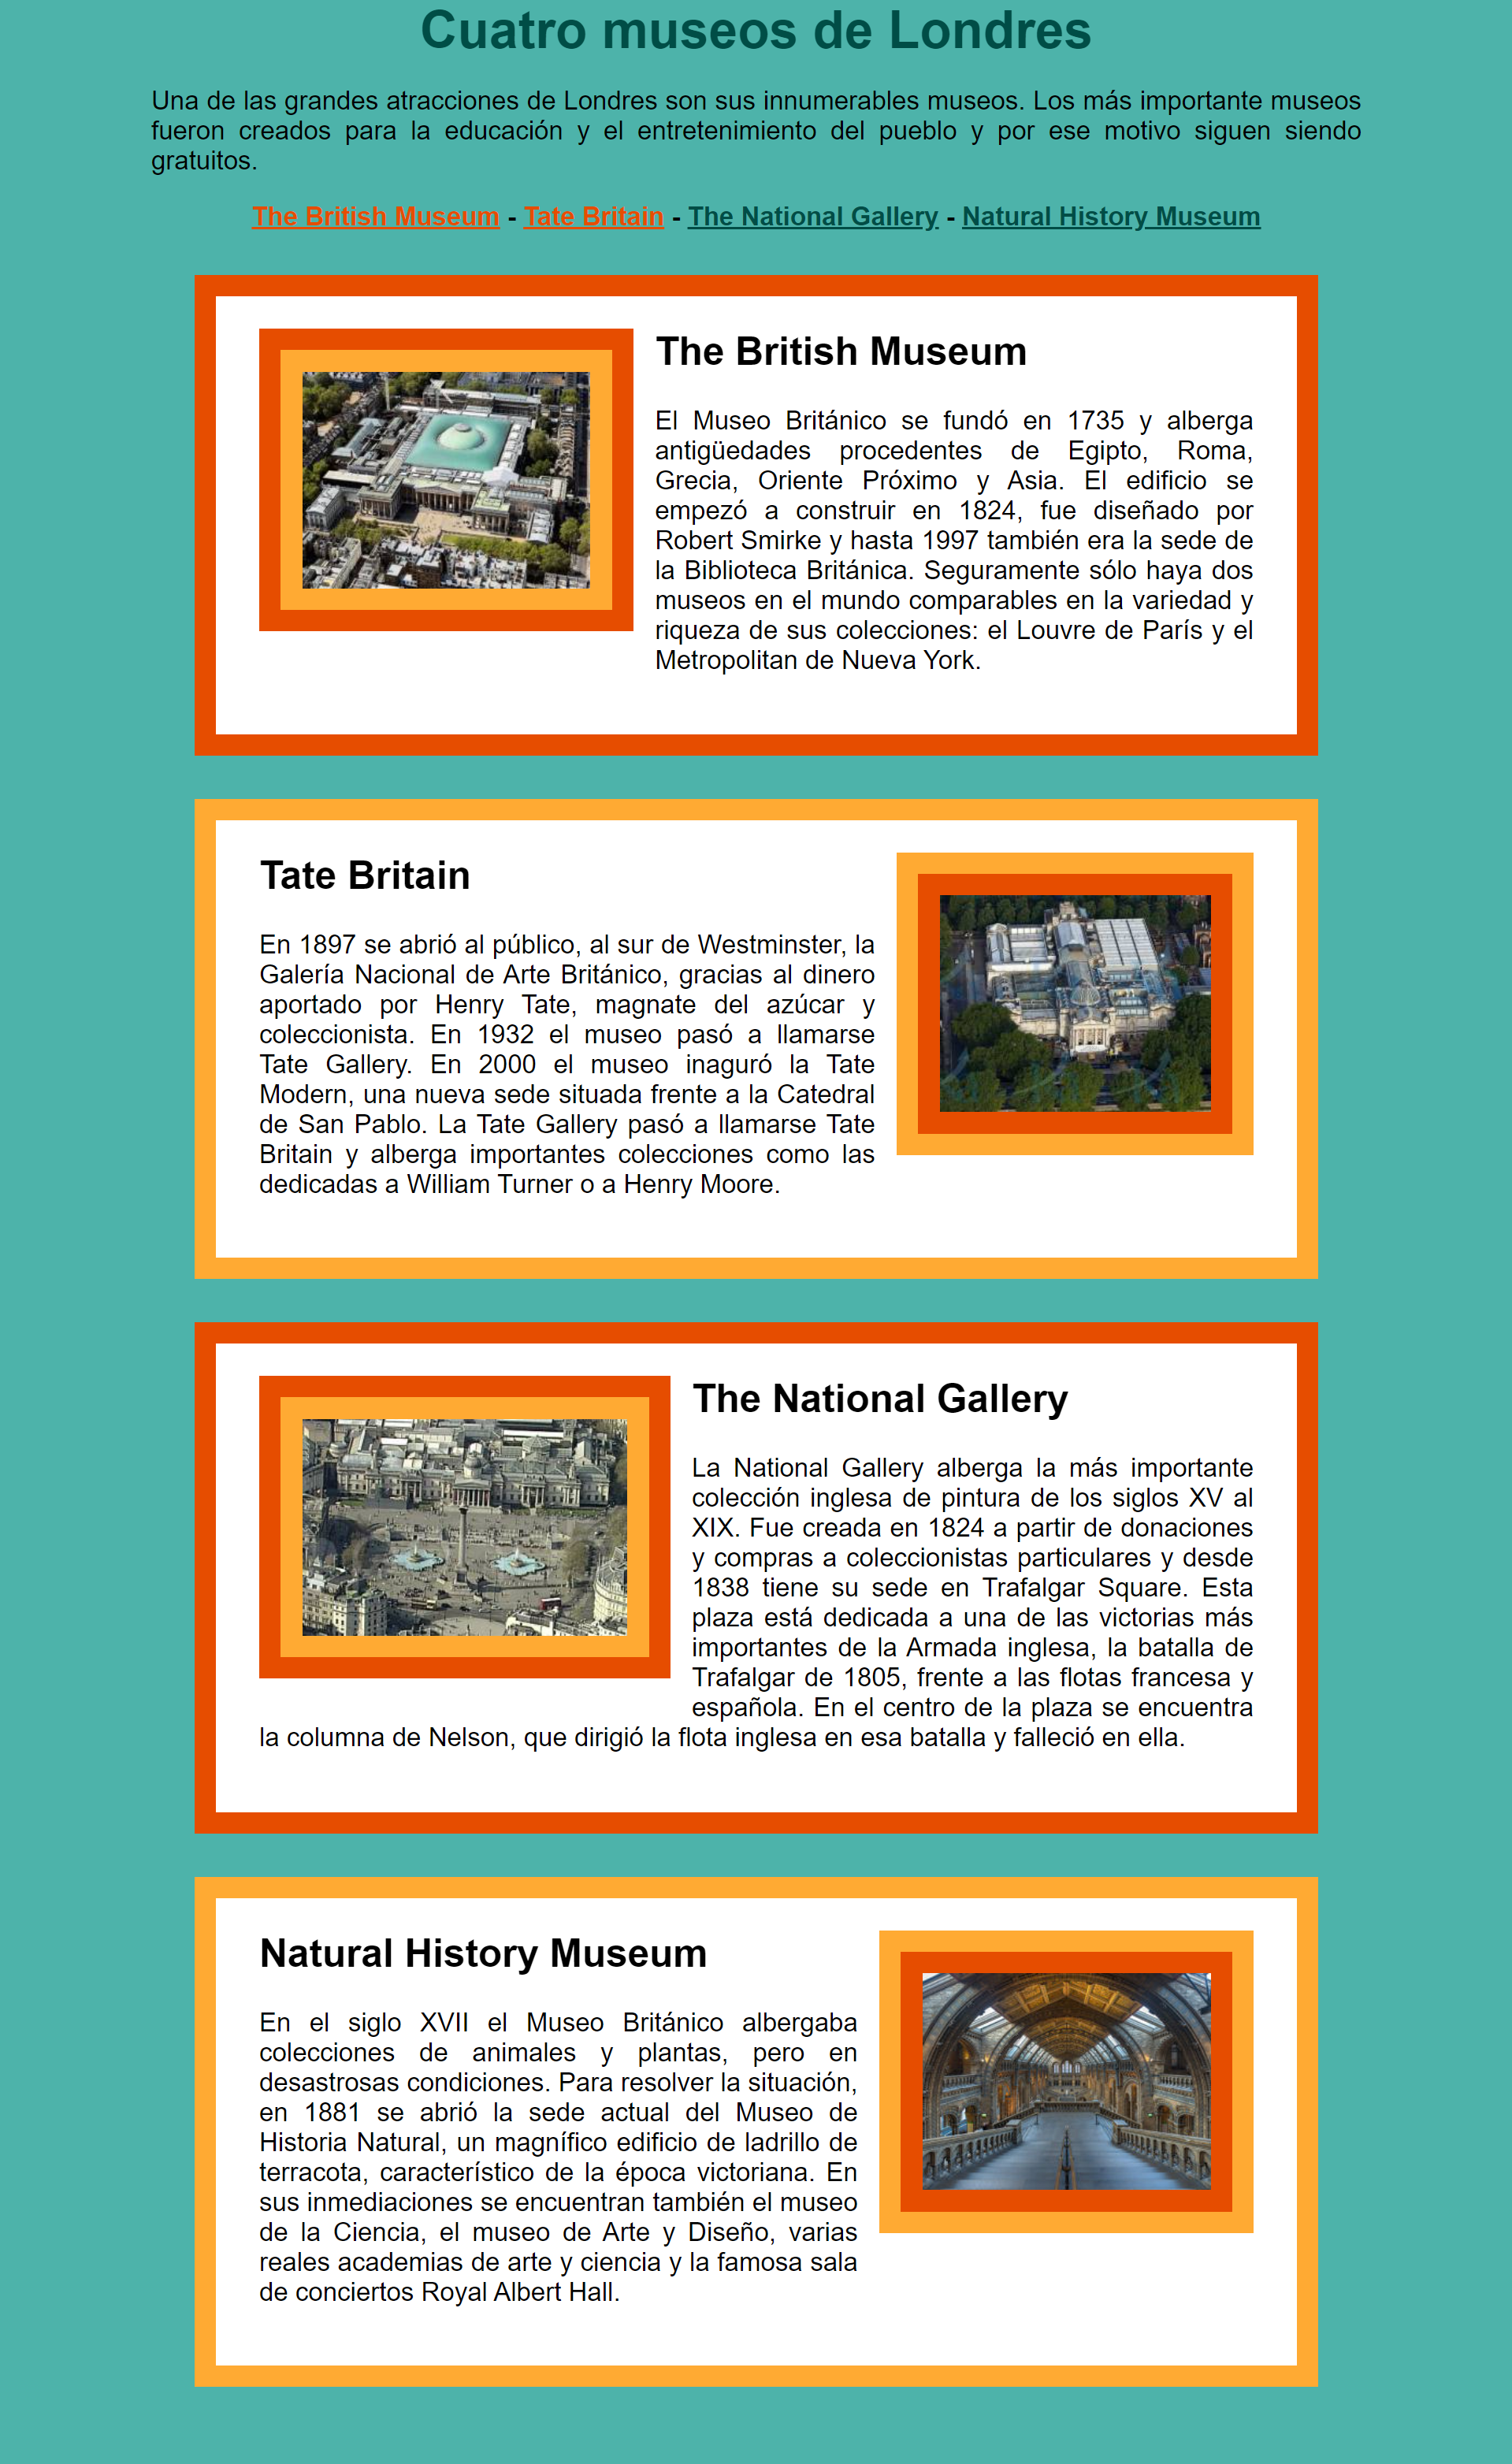 Cuatro museos de Londres
Una de las grandes atracciones de Londres son sus innumerables museos. Los más importante museos
fueron creados para la educación y el entretenimiento del pueblo y por ese motivo siguen siendo
gratuitos.
The British Museum - Tate Britain - The National Gallery - Natural History Museum
The British Museum
El Museo Británico se fundó en 1735 y alberga
antigüedades procedentes de Egipto, Roma,
Grecia, Oriente Próximo y Asia. El edificio se
empezó a construir en 1824, fue diseñado por
Robert Smirke y hasta 1997 también era la sede de
la Biblioteca Británica. Seguramente sólo haya dos
museos en el mundo comparables en la variedad y
riqueza de sus colecciones: el Louvre de París y el
Metropolitan de Nueva York.
Tate Britain
En 1897 se abrió al público, al sur de Westminster, la
Galería Nacional de Arte Británico, gracias al dinero
aportado por Henry Tate, magnate del azúcar y
coleccionista. En 1932 el museo pasó a llamarse
Tate Gallery. En 2000 el museo inaguró la Tate
Modern, una nueva sede situada frente a la Catedral
de San Pablo. La Tate Gallery pasó a llamarse Tate
Britain y alberga importantes colecciones como las
dedicadas a William Turner o a Henry Moore.
The National Gallery
La National Gallery alberga la más importante
colección inglesa de pintura de los siglos XV al
XIX. Fue creada en 1824 a partir de donaciones
y compras a coleccionistas particulares y desde
1838 tiene su sede en Trafalgar Square. Esta
plaza está dedicada a una de las victorias más
importantes de la Armada inglesa, la batalla de
Trafalgar de 1805, frente a las flotas francesa y
española. En el centro de la plaza se encuentra
la columna de Nelson, que dirigió la flota inglesa en esa batalla y falleció en ella.
Natural History Museum
En el siglo XVII el Museo Británico albergaba
colecciones de animales y plantas, pero en
desastrosas condiciones. Para resolver la situación,
en 1881 se abrió la sede actual del Museo de
Historia Natural, un magnífico edificio de ladrillo de
terracota, característico de la época victoriana. En
sus inmediaciones se encuentran también el museo
de la Ciencia, el museo de Arte y Diseño, varias
reales academias de arte y ciencia y la famosa sala
de conciertos Royal Albert Hall.